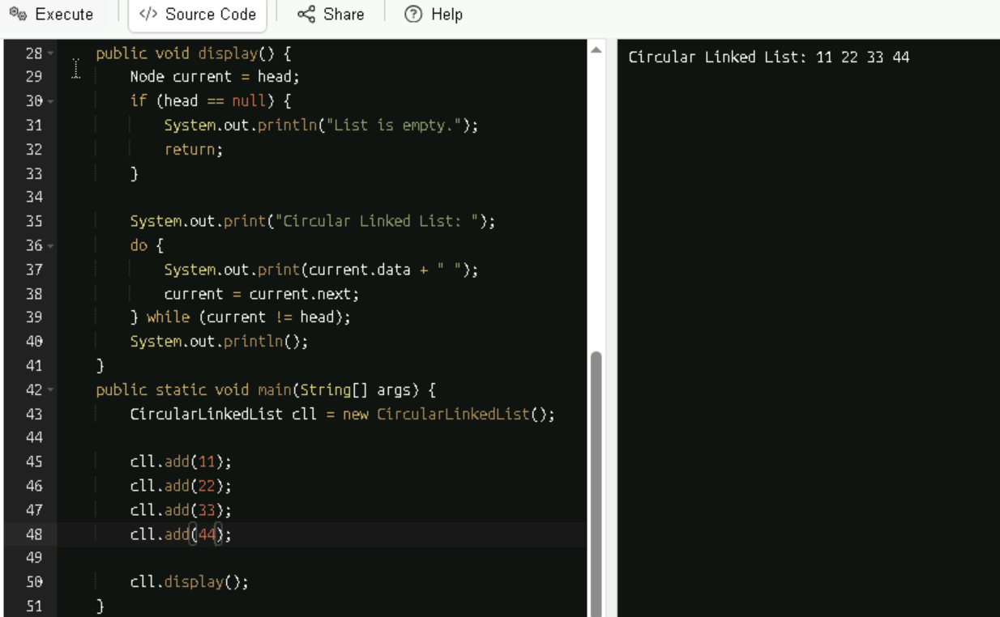 Execute </> Source Code Share Help
28 public void display() {
29 Node current = head;
30 if (head == null) {
31 System.out.println("List is empty.");
32 return;
33 }
34
35 System.out.print("Circular Linked List: ");
36 do {
37 System.out.print(current.data + " ");
38 current = current.next;
39 } while (current != head);
40 System.out.println();
41 }
42 public static void main(String[] args) {
43 CircularLinkedList cll = new CircularLinkedList();
44
45 cll.add(11);
46 cll.add(22);
47 cll.add(33);
48 cll.add(44);
49
50 cll.display();
51 }
Circular Linked List: 11 22 33 44